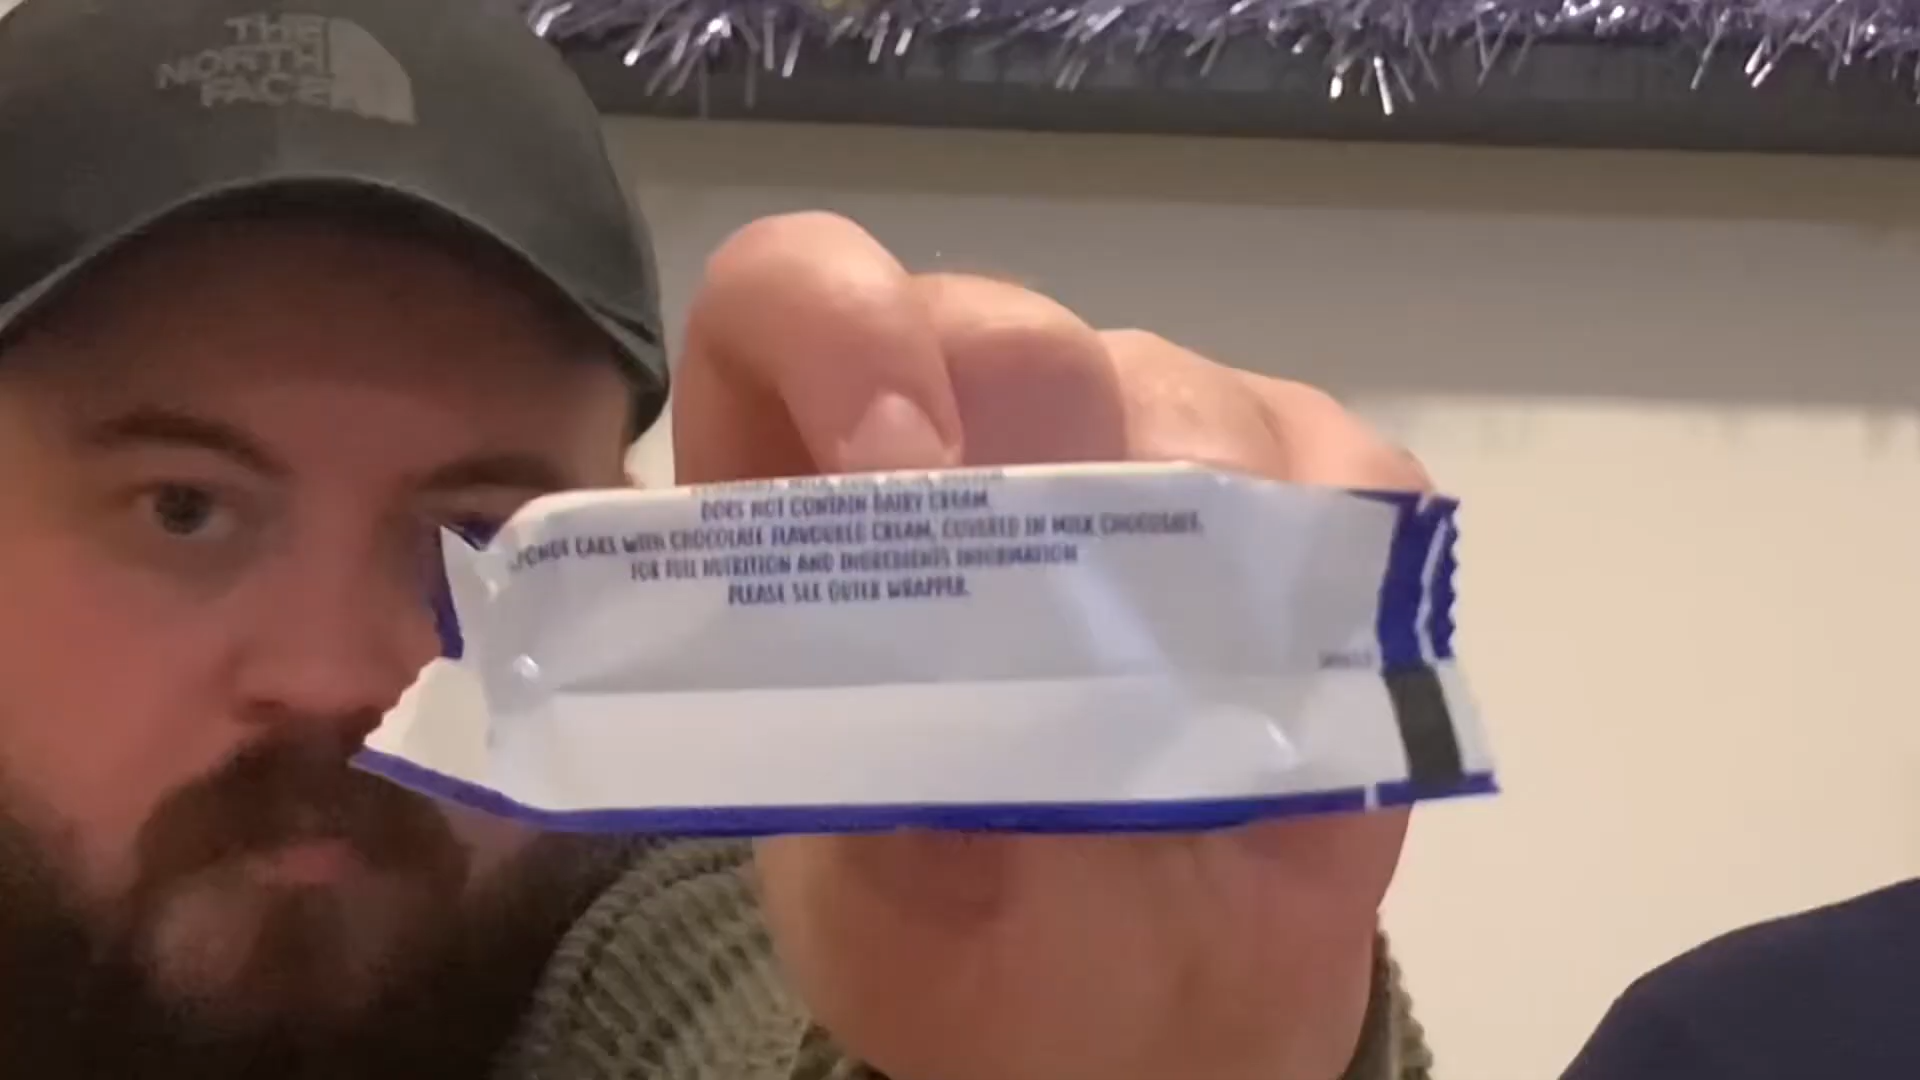 THE
NORTH
FACE
DOES NOT CONTAIN DAIRY CREAM.
SPONGE CAKE WITH CHOCOLATE FLAVOURED CREAM, COVERED IN MILK CHOCOLATE.
FOR FULL NUTRITION AND INGREDIENTS INFORMATION
PLEASE SEE OUTER WRAPPER.